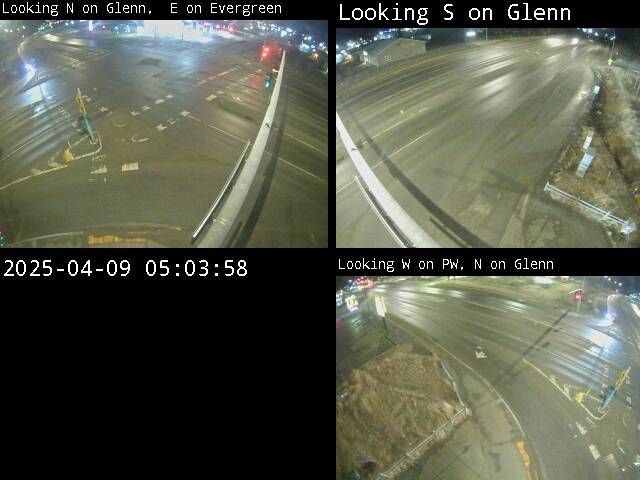 Looking N on Glenn,  E on Evergreen
Looking S on Glenn
2025-04-09 05:03:58
Looking W on PW, N on Glenn